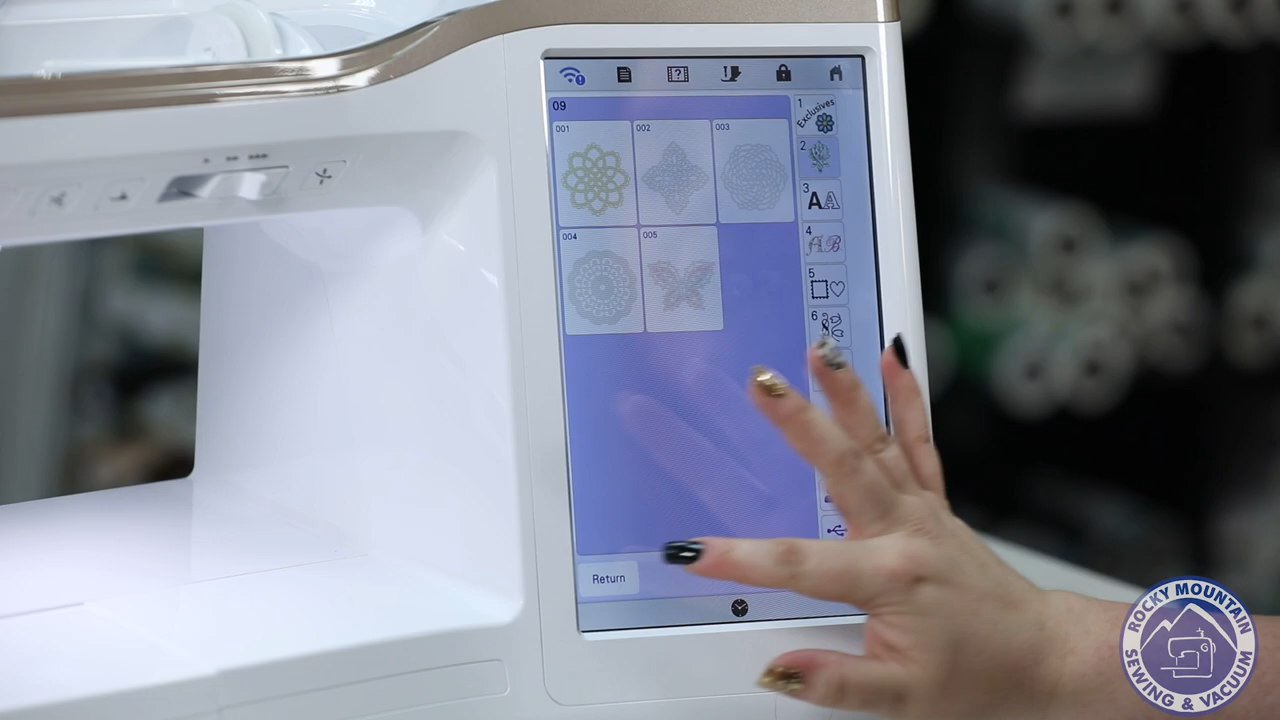 09
001
002
003
004
005
1
Exclusives
2
3
AA
4
AB
5
6
Return
ROCKY MOUNTAIN
SEWING & VACUUM